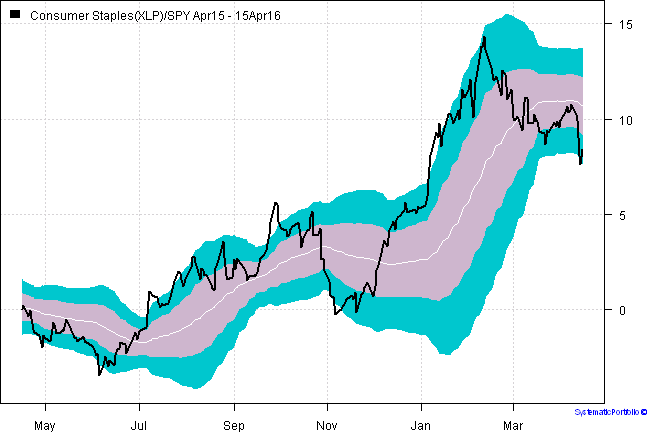 Consumer Staples(XLP)/SPY Apr15 - 15Apr16
15
10
5
0
May Jul Sep Nov Jan Mar
SystematicPortfolio ©